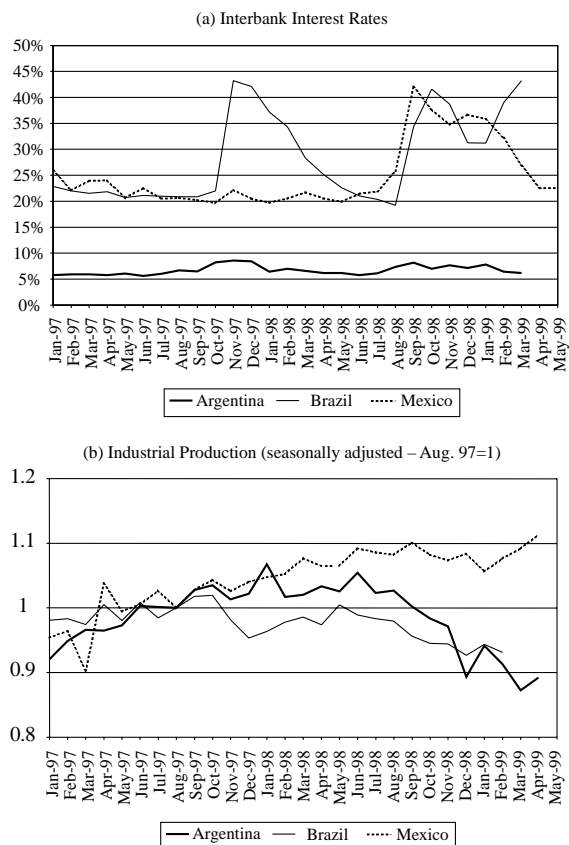 (a) Interbank Interest Rates
50%
45%
40%
35%
30%
25%
20%
15%
10%
5%
0%
Jan-97
Feb-97
Mar-97
Apr-97
May-97
Jun-97
Jul-97
Aug-97
Sep-97
Oct-97
Nov-97
Dec-97
Jan-98
Feb-98
Mar-98
Apr-98
May-98
Jun-98
Jul-98
Aug-98
Sep-98
Oct-98
Nov-98
Dec-98
Jan-99
Feb-99
Mar-99
Apr-99
May-99
Argentina Brazil Mexico
(b) Industrial Production (seasonally adjusted – Aug. 97=1)
1.2
1.1
1
0.9
0.8
Jan-97
Feb-97
Mar-97
Apr-97
May-97
Jun-97
Jul-97
Aug-97
Sep-97
Oct-97
Nov-97
Dec-97
Jan-98
Feb-98
Mar-98
Apr-98
May-98
Jun-98
Jul-98
Aug-98
Sep-98
Oct-98
Nov-98
Dec-98
Jan-99
Feb-99
Mar-99
Apr-99
May-99
Argentina Brazil Mexico